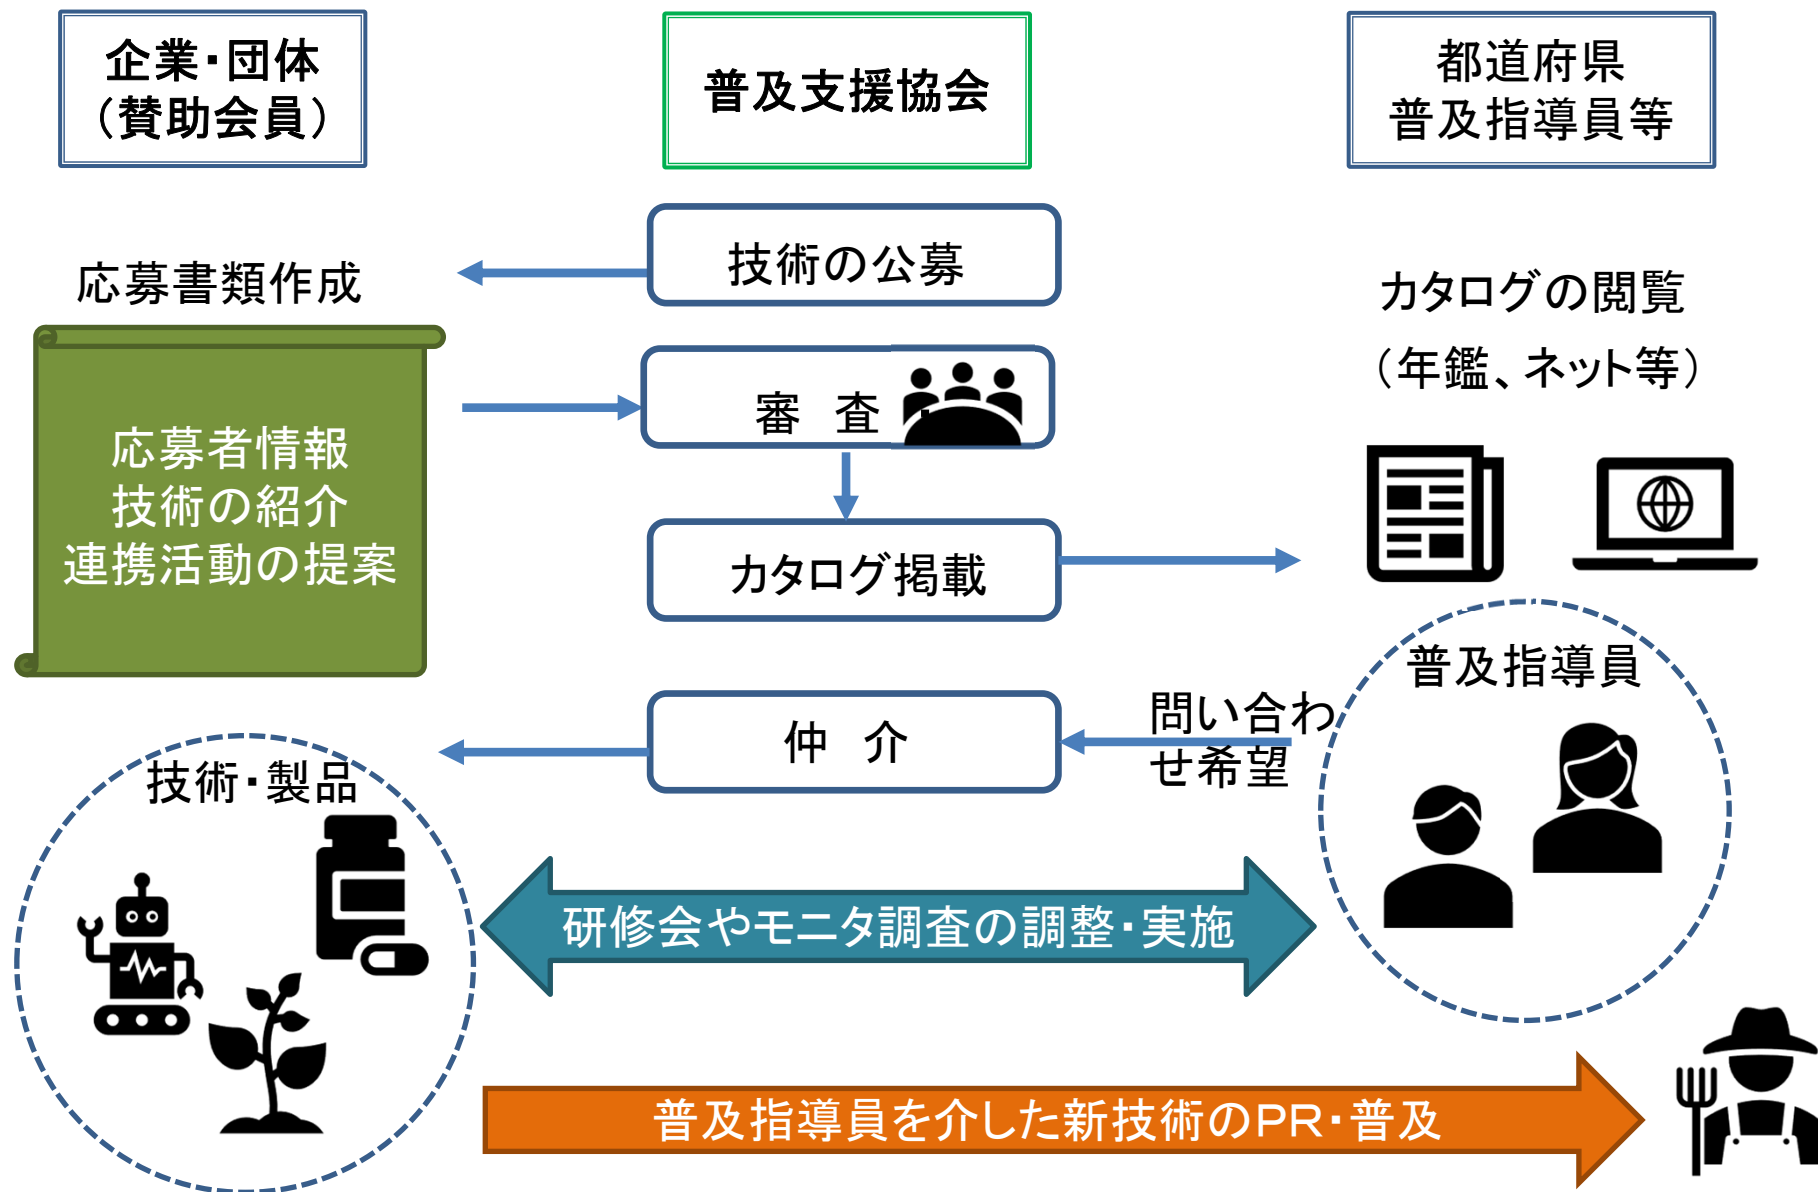 企業・団体
（賛助会員）
普及支援協会
都道府県
普及指導員等
技術の公募
応募書類作成
カタログの閲覧
（年鑑、ネット等）
審　査
応募者情報
技術の紹介
連携活動の提案
カタログ掲載
普及指導員
問い合わ
せ希望
仲　介
技術・製品
研修会やモニタ調査の調整・実施
普及指導員を介した新技術のＰＲ・普及